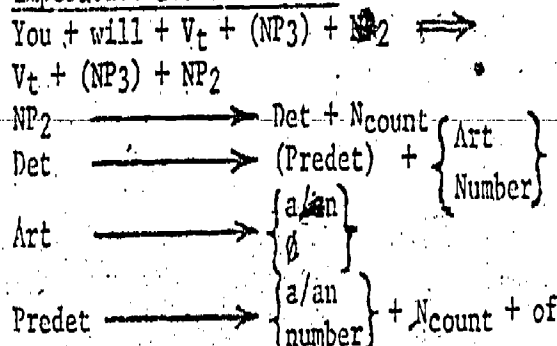 You + will + Vt + (NP3) + NP2 ⟹
Vt + (NP3) + NP2
NP2 ⟶ Det + Ncount
Det ⟶ (Predet) + { Art
Number }
Art ⟶ { a/an
Ø }
Predet ⟶ { a/an
number } + Ncount + of